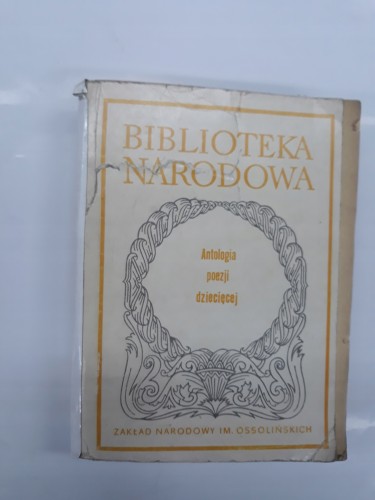 BIBLIOTEKA
NARODOWA
Antologia
poezji
dziecięcej
ZAKŁAD NARODOWY IM. OSSOLIŃSKICH